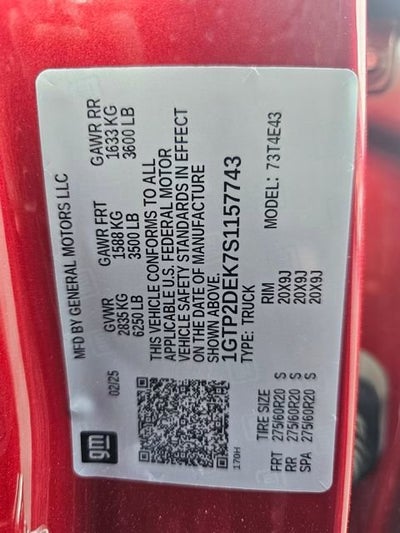 gm
MFD BY GENERAL MOTORS LLC
02/25
GVWR
2835 KG
6250 LB
GAWR FRT
1588 KG
3500 LB
GAWR RR
1633 KG
3600 LB
THIS VEHICLE CONFORMS TO ALL
APPLICABLE U.S. FEDERAL MOTOR
VEHICLE SAFETY STANDARDS IN EFFECT
ON THE DATE OF MANUFACTURE
SHOWN ABOVE.
1GTP2DEK7S1157743
TYPE: TRUCK
MODEL: 73T4E43
170H
TIRE SIZE RIM
FRT 275/60R20 S 20X9J
RR 275/60R20 S 20X9J
SPA 275/60R20 S 20X9J